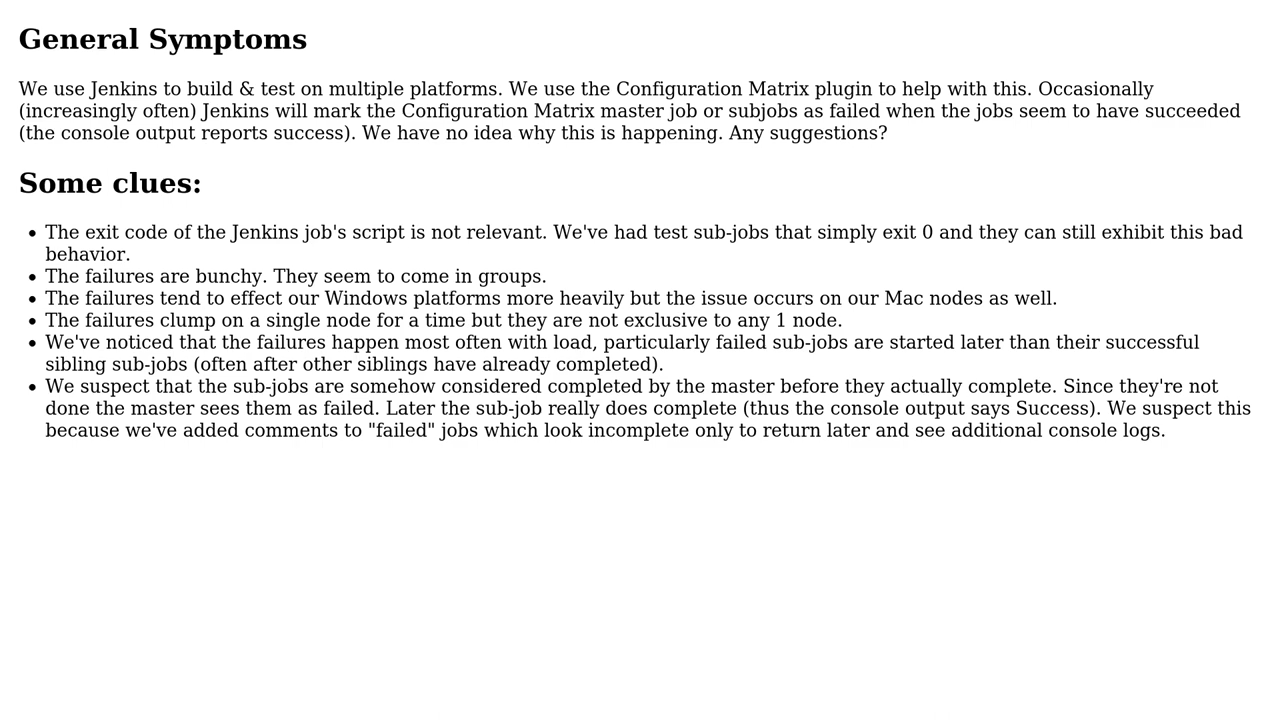 General Symptoms
We use Jenkins to build & test on multiple platforms. We use the Configuration Matrix plugin to help with this. Occasionally
(increasingly often) Jenkins will mark the Configuration Matrix master job or subjobs as failed when the jobs seem to have succeeded
(the console output reports success). We have no idea why this is happening. Any suggestions?
Some clues:
• The exit code of the Jenkins job's script is not relevant. We've had test sub-jobs that simply exit 0 and they can still exhibit this bad
behavior.
• The failures are bunchy. They seem to come in groups.
• The failures tend to effect our Windows platforms more heavily but the issue occurs on our Mac nodes as well.
• The failures clump on a single node for a time but they are not exclusive to any 1 node.
• We've noticed that the failures happen most often with load, particularly failed sub-jobs are started later than their successful
sibling sub-jobs (often after other siblings have already completed).
• We suspect that the sub-jobs are somehow considered completed by the master before they actually complete. Since they're not
done the master sees them as failed. Later the sub-job really does complete (thus the console output says Success). We suspect this
because we've added comments to "failed" jobs which look incomplete only to return later and see additional console logs.